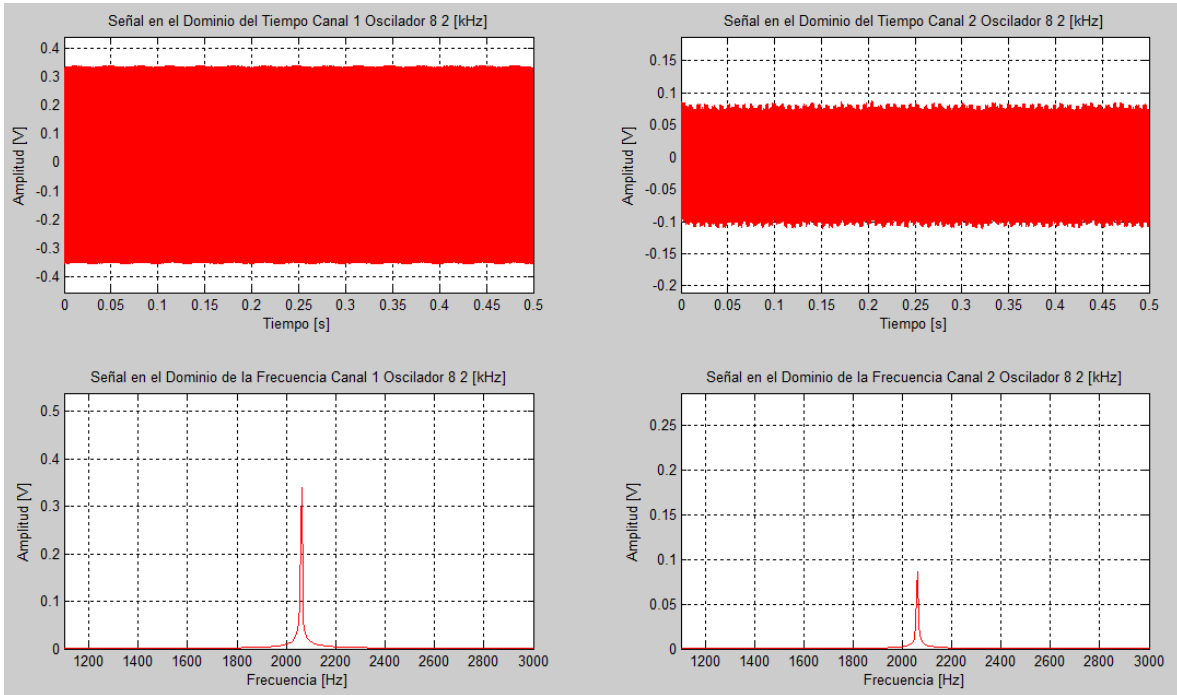 Señal en el Dominio del Tiempo Canal 1 Oscilador 8 2 [kHz]
Amplitud [V]
0.4
0.3
0.2
0.1
0
-0.1
-0.2
-0.3
-0.4
0 0.05 0.1 0.15 0.2 0.25 0.3 0.35 0.4 0.45 0.5
Tiempo [s]
Señal en el Dominio del Tiempo Canal 2 Oscilador 8 2 [kHz]
Amplitud [V]
0.15
0.1
0.05
0
-0.05
-0.1
-0.15
-0.2
0 0.05 0.1 0.15 0.2 0.25 0.3 0.35 0.4 0.45 0.5
Tiempo [s]
Señal en el Dominio de la Frecuencia Canal 1 Oscilador 8 2 [kHz]
Amplitud [V]
0.5
0.4
0.3
0.2
0.1
0
1200 1400 1600 1800 2000 2200 2400 2600 2800 3000
Frecuencia [Hz]
Señal en el Dominio de la Frecuencia Canal 2 Oscilador 8 2 [kHz]
Amplitud [V]
0.25
0.2
0.15
0.1
0.05
0
1200 1400 1600 1800 2000 2200 2400 2600 2800 3000
Frecuencia [Hz]